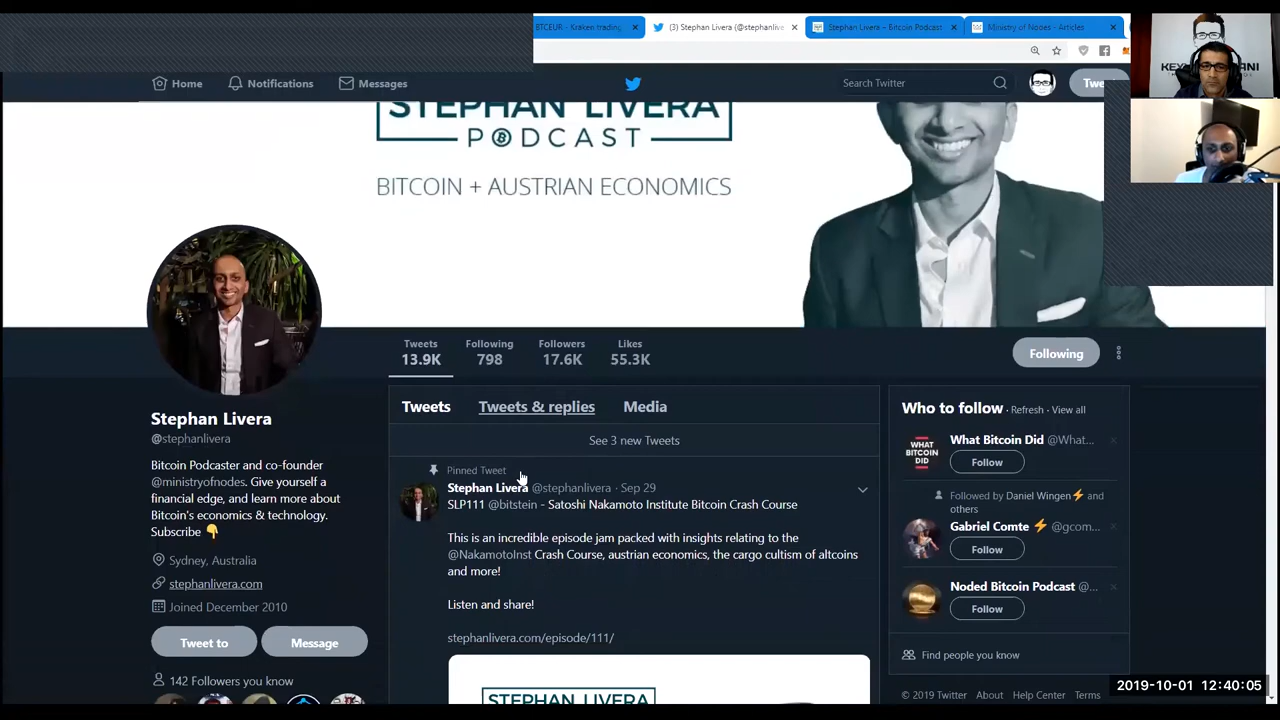 BTCEUR - Kraken trading
(3) Stephan Livera (@stephanlive
Stephan Livera – Bitcoin Podcast
Ministry of Nodes - Articles
Home
Notifications
Messages
Search Twitter
STEPHAN LIVERA
PODCAST
BITCOIN + AUSTRIAN ECONOMICS
Tweets
Following
Followers
Likes
13.9K
798
17.6K
55.3K
Following
Stephan Livera
@stephanlivera
Bitcoin Podcaster and co-founder
@ministryofnodes. Give yourself a
financial edge, and learn more about
Bitcoin's economics & technology.
Subscribe 👇
Sydney, Australia
stephanlivera.com
Joined December 2010
Tweet to
Message
142 Followers you know
Tweets
Tweets & replies
Media
See 3 new Tweets
Pinned Tweet
Stephan Livera @stephanlivera · Sep 29
SLP111 @bitstein - Satoshi Nakamoto Institute Bitcoin Crash Course
This is an incredible episode jam packed with insights relating to the
@NakamotoInst Crash Course, austrian economics, the cargo cultism of altcoins
and more!
Listen and share!
stephanlivera.com/episode/111/
STEPHAN LIVERA
Who to follow · Refresh · View all
WHAT
BITCOIN
DID
What Bitcoin Did @What...
Follow
Followed by Daniel Wingen⚡ and
others
Gabriel Comte ⚡ @gcom...
Follow
Noded Bitcoin Podcast @...
Follow
Find people you know
© 2019 Twitter About Help Center Terms
2019-10-01 12:40:05